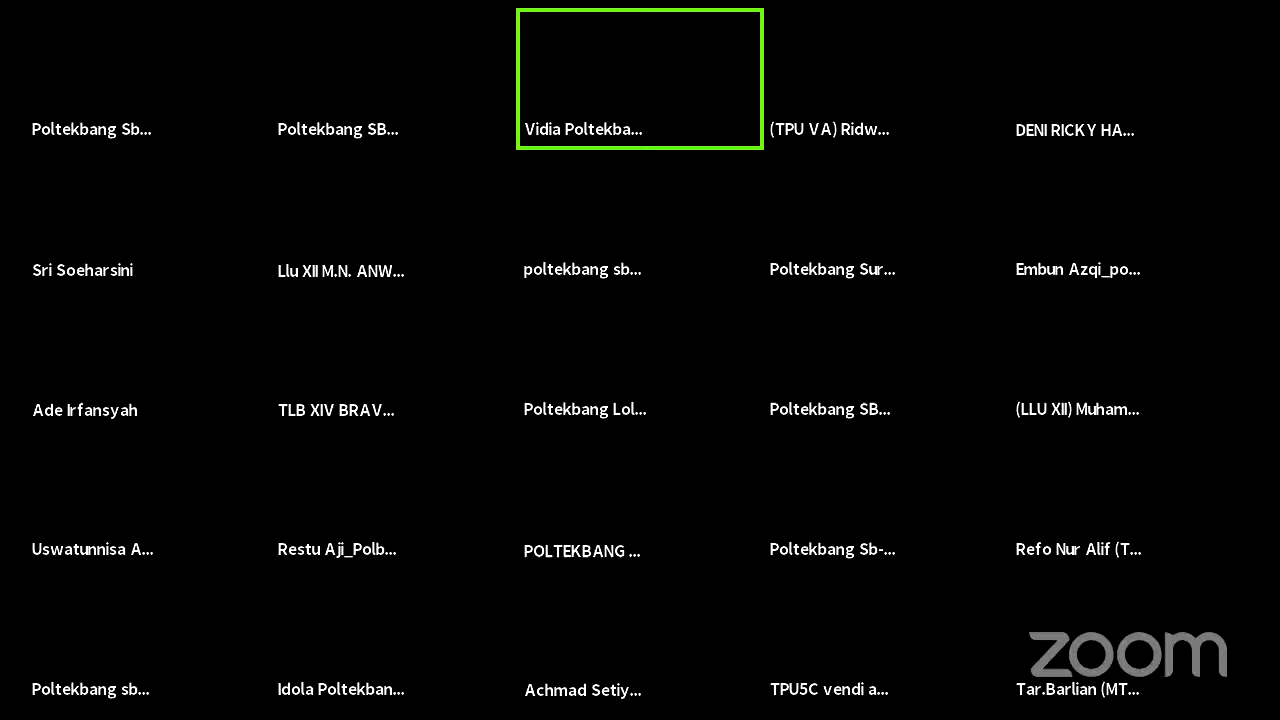 Poltekbang Sb...
Poltekbang SB...
Vidia Poltekba...
(TPU V A) Ridw...
DENI RICKY HA...
Sri Soeharsini
Llu XII M.N. ANW...
poltekbang sb...
Poltekbang Sur...
Embun Azqi_po...
Ade Irfansyah
TLB XIV BRAV...
Poltekbang Lol...
Poltekbang SB...
(LLU XII) Muham...
Uswatunnisa A...
Restu Aji_Polb...
POLTEKBANG ...
Poltekbang Sb-...
Refo Nur Alif (T...
zoom
Poltekbang sb...
Idola Poltekban...
Achmad Setiy...
TPU5C vendi a...
Tar.Barlian (MT...